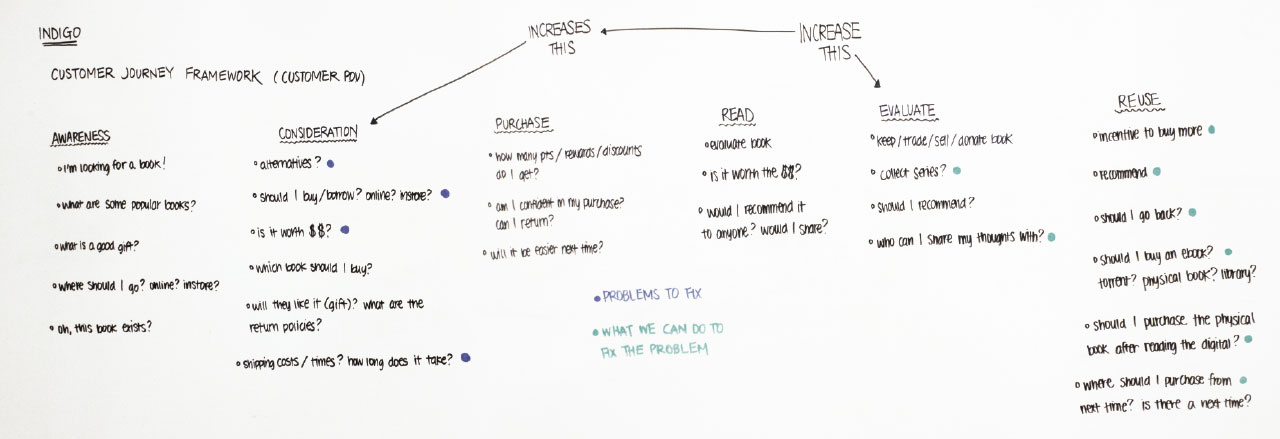 INDIGO
CUSTOMER JOURNEY FRAMEWORK (CUSTOMER POV)
INCREASES
THIS
INCREASE
THIS
AWARENESS
• I'm looking for a book!
• what are some popular books?
• what is a good gift?
• where should I go? online? instore?
• oh, this book exists?
CONSIDERATION
• alternatives?
• should I buy/borrow? online? instore?
• is it worth $$?
• which book should I buy?
• will they like it (gift)? what are the
return policies?
• shipping costs / times? how long does it take?
PURCHASE
• how many pts / rewards / discounts
do I get?
• am I confident in my purchase?
can I return?
• will it be easier next time?
READ
• evaluate book
• is it worth the $$?
• would I recommend it
to anyone? would I share?
EVALUATE
• keep / trade / sell / donate book
• collect series?
• should I recommend?
• who can I share my thoughts with?
REUSE
• incentive to buy more
• recommend
• should I go back?
• should I buy an ebook?
torrent? physical book? library?
• should I purchase the physical
book after reading the digital?
• where should I purchase from
next time? is there a next time?
• PROBLEMS TO FIX
• WHAT WE CAN DO TO
FIX THE PROBLEM